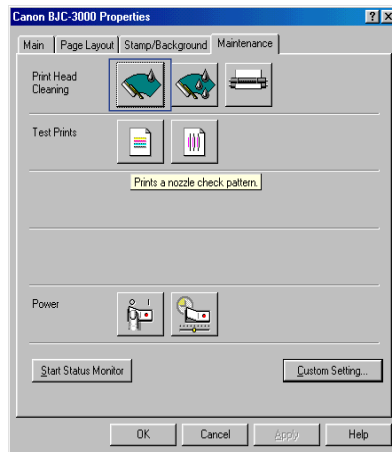 Canon BJC-3000 Properties
Main Page Layout Stamp/Background Maintenance
Print Head
Cleaning
Test Prints
Prints a nozzle check pattern.
Power
Start Status Monitor Custom Setting...
OK Cancel Apply Help